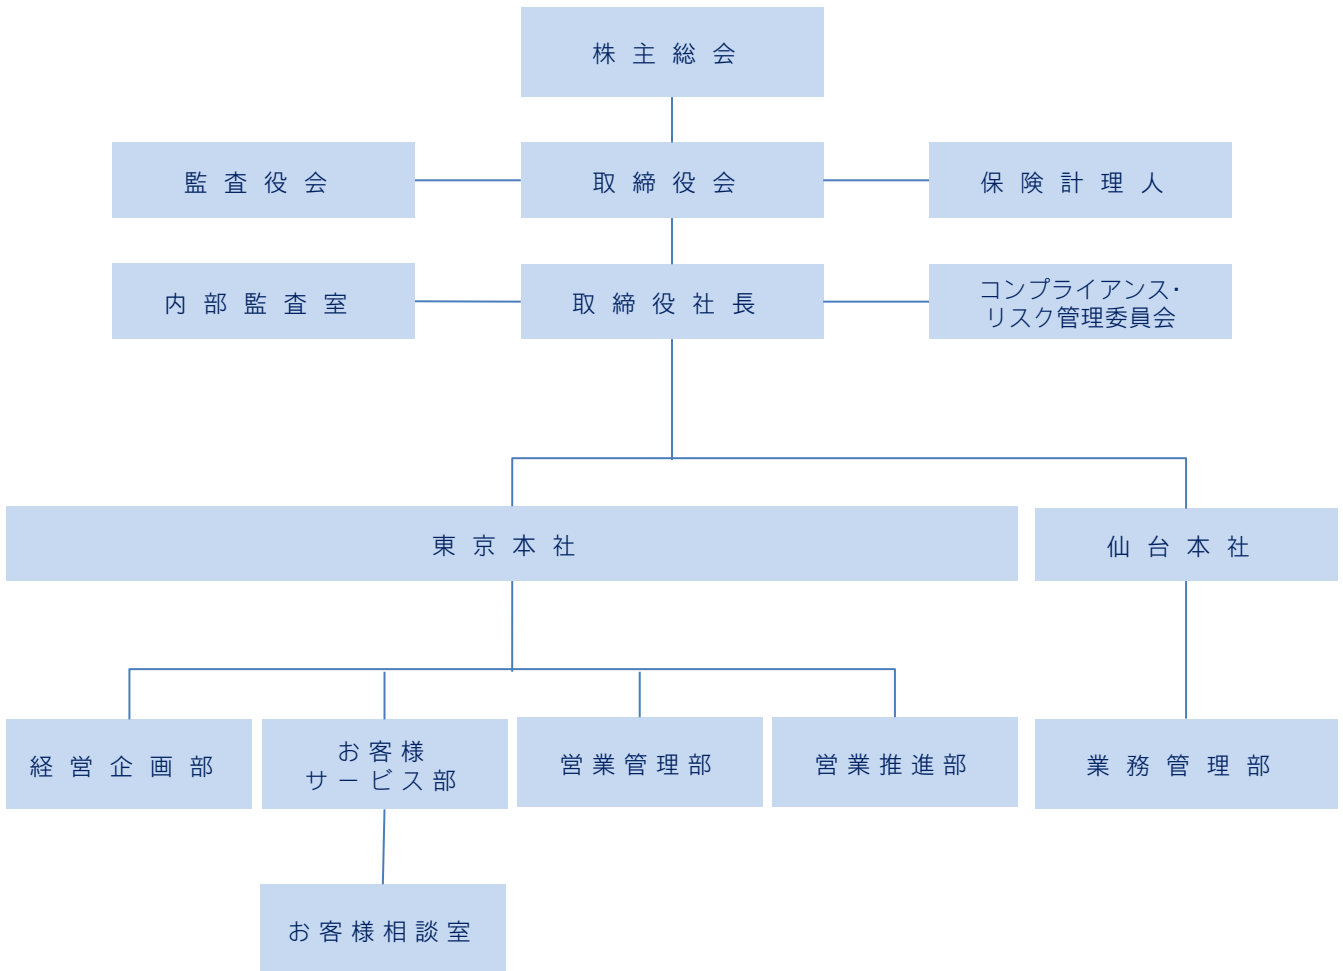 株主総会
監査役会
取締役会
保険計理人
内部監査室
取締役社長
コンプライアンス・
リスク管理委員会
東京本社
仙台本社
経営企画部
お客様
サービス部
営業管理部
営業推進部
業務管理部
お客様相談室